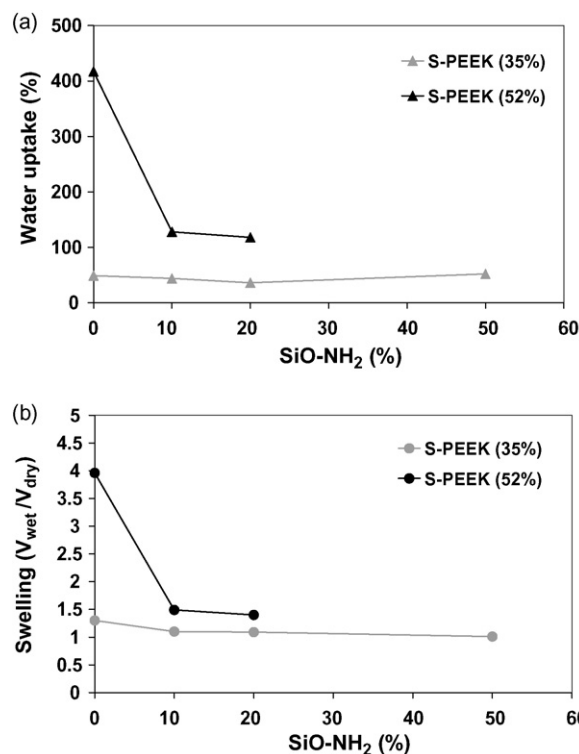 (a)
500
400
300
200
100
0
Water uptake (%)
S-PEEK (35%)
S-PEEK (52%)
0 10 20 30 40 50 60
SiO-NH2 (%)
(b)
5
4.5
4
3.5
3
2.5
2
1.5
1
0.5
0
Swelling (Vwet/Vdry)
S-PEEK (35%)
S-PEEK (52%)
0 10 20 30 40 50 60
SiO-NH2 (%)